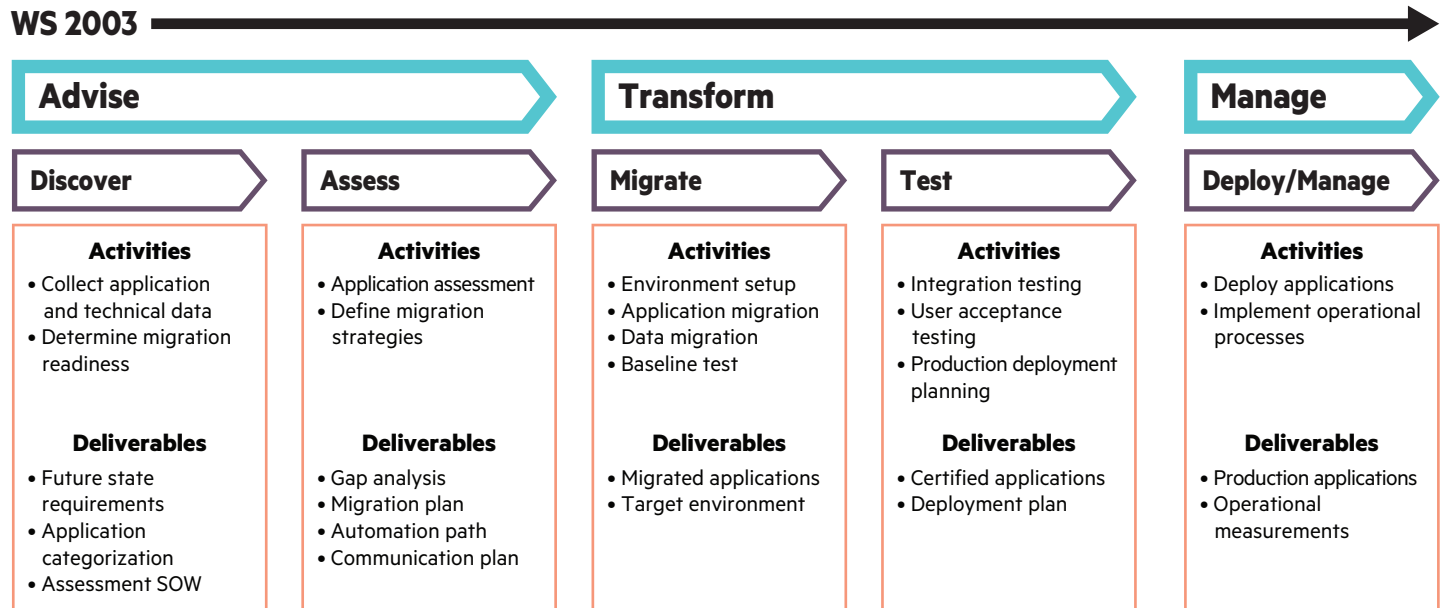 WS 2003
Advise
Transform
Manage
Discover
Assess
Migrate
Test
Deploy/Manage
Activities
• Collect application
and technical data
• Determine migration
readiness
Deliverables
• Future state
requirements
• Application
categorization
• Assessment SOW
Activities
• Application assessment
• Define migration
strategies
Deliverables
• Gap analysis
• Migration plan
• Automation path
• Communication plan
Activities
• Environment setup
• Application migration
• Data migration
• Baseline test
Deliverables
• Migrated applications
• Target environment
Activities
• Integration testing
• User acceptance
testing
• Production deployment
planning
Deliverables
• Certified applications
• Deployment plan
Activities
• Deploy applications
• Implement operational
processes
Deliverables
• Production applications
• Operational
measurements